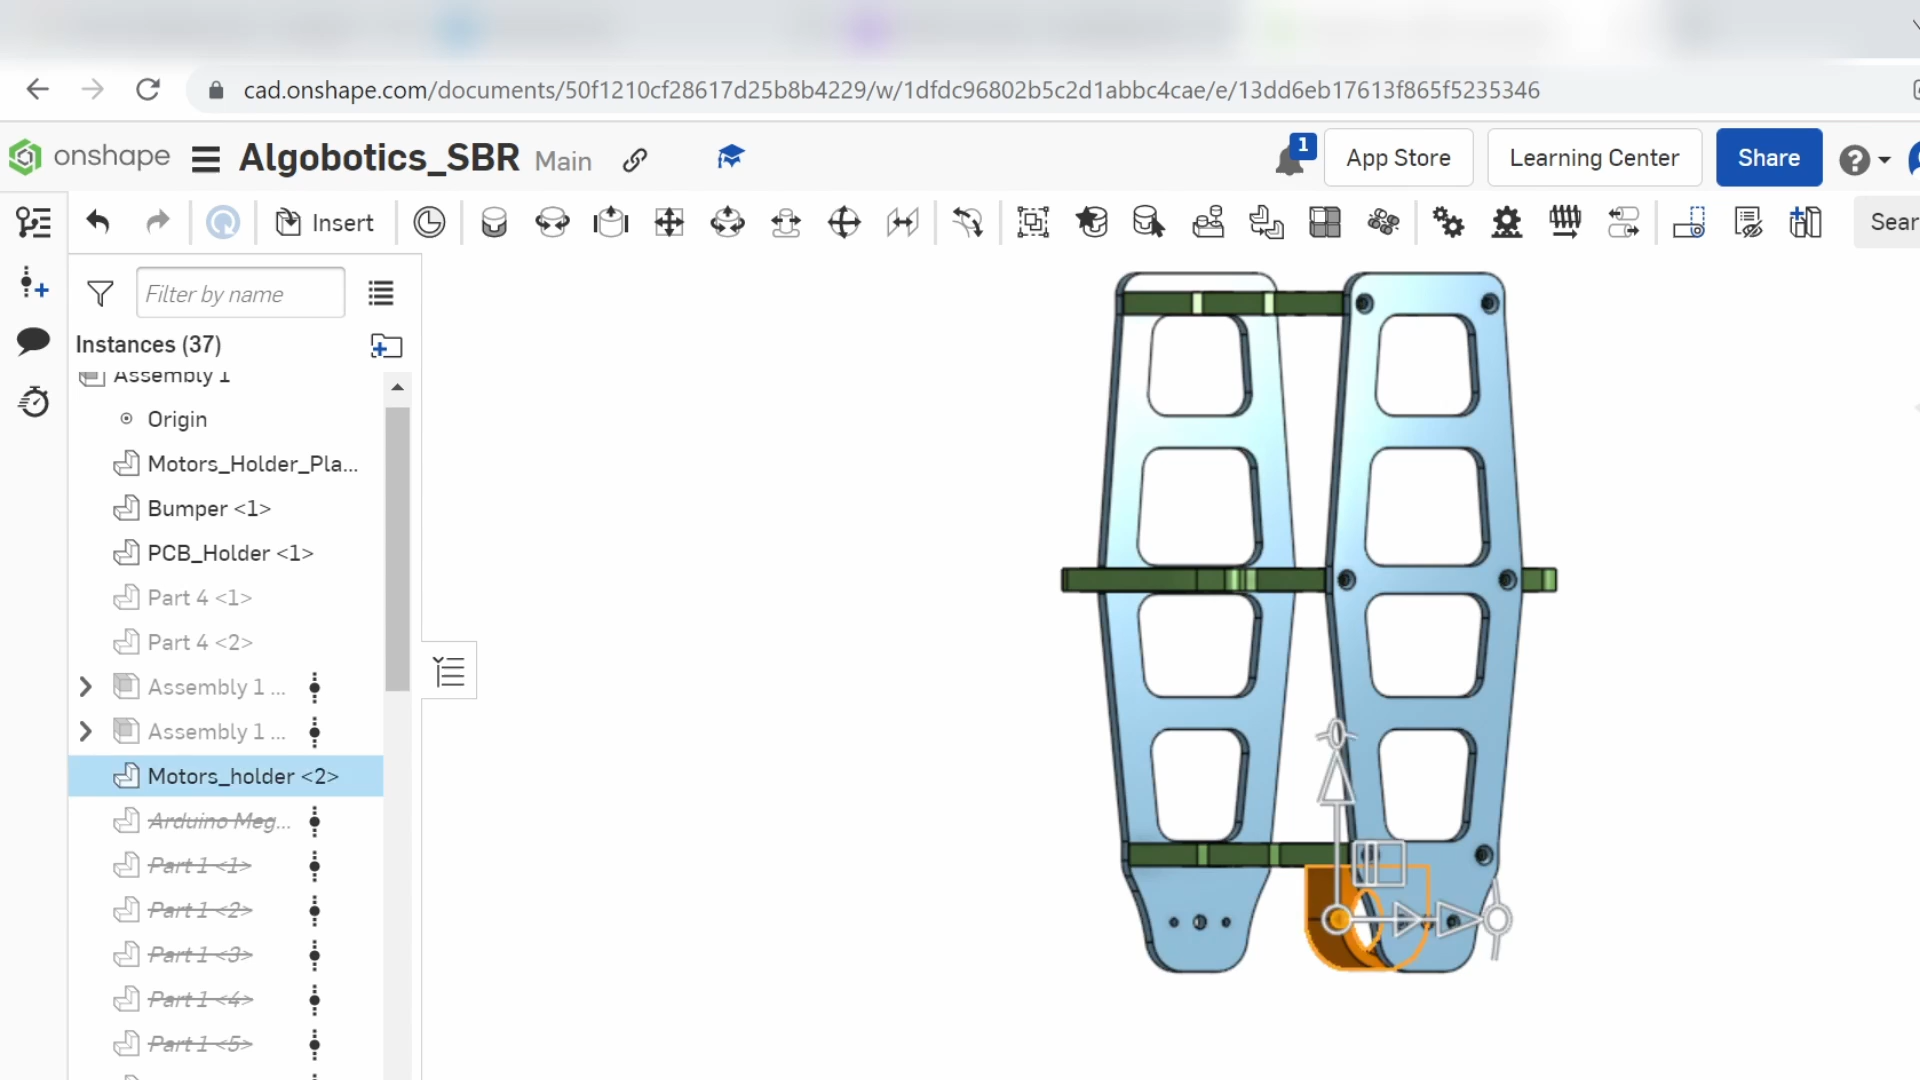 cad.onshape.com/documents/50f1210cf28617d25b8b4229/w/1dfdc96802b5c2d1abbc4cae/e/13dd6eb17613f865f5235346
onshape Algobotics_SBR Main 1 App Store Learning Center Share
Insert Sear
Filter by name
Instances (37)
Assembly 1
Origin
Motors_Holder_Pla...
Bumper <1>
PCB_Holder <1>
Part 4 <1>
Part 4 <2>
Assembly 1 ...
Assembly 1 ...
Motors_holder <2>
Arduino Meg...
Part 1 <1>
Part 1 <2>
Part 1 <3>
Part 1 <4>
Part 1 <5>